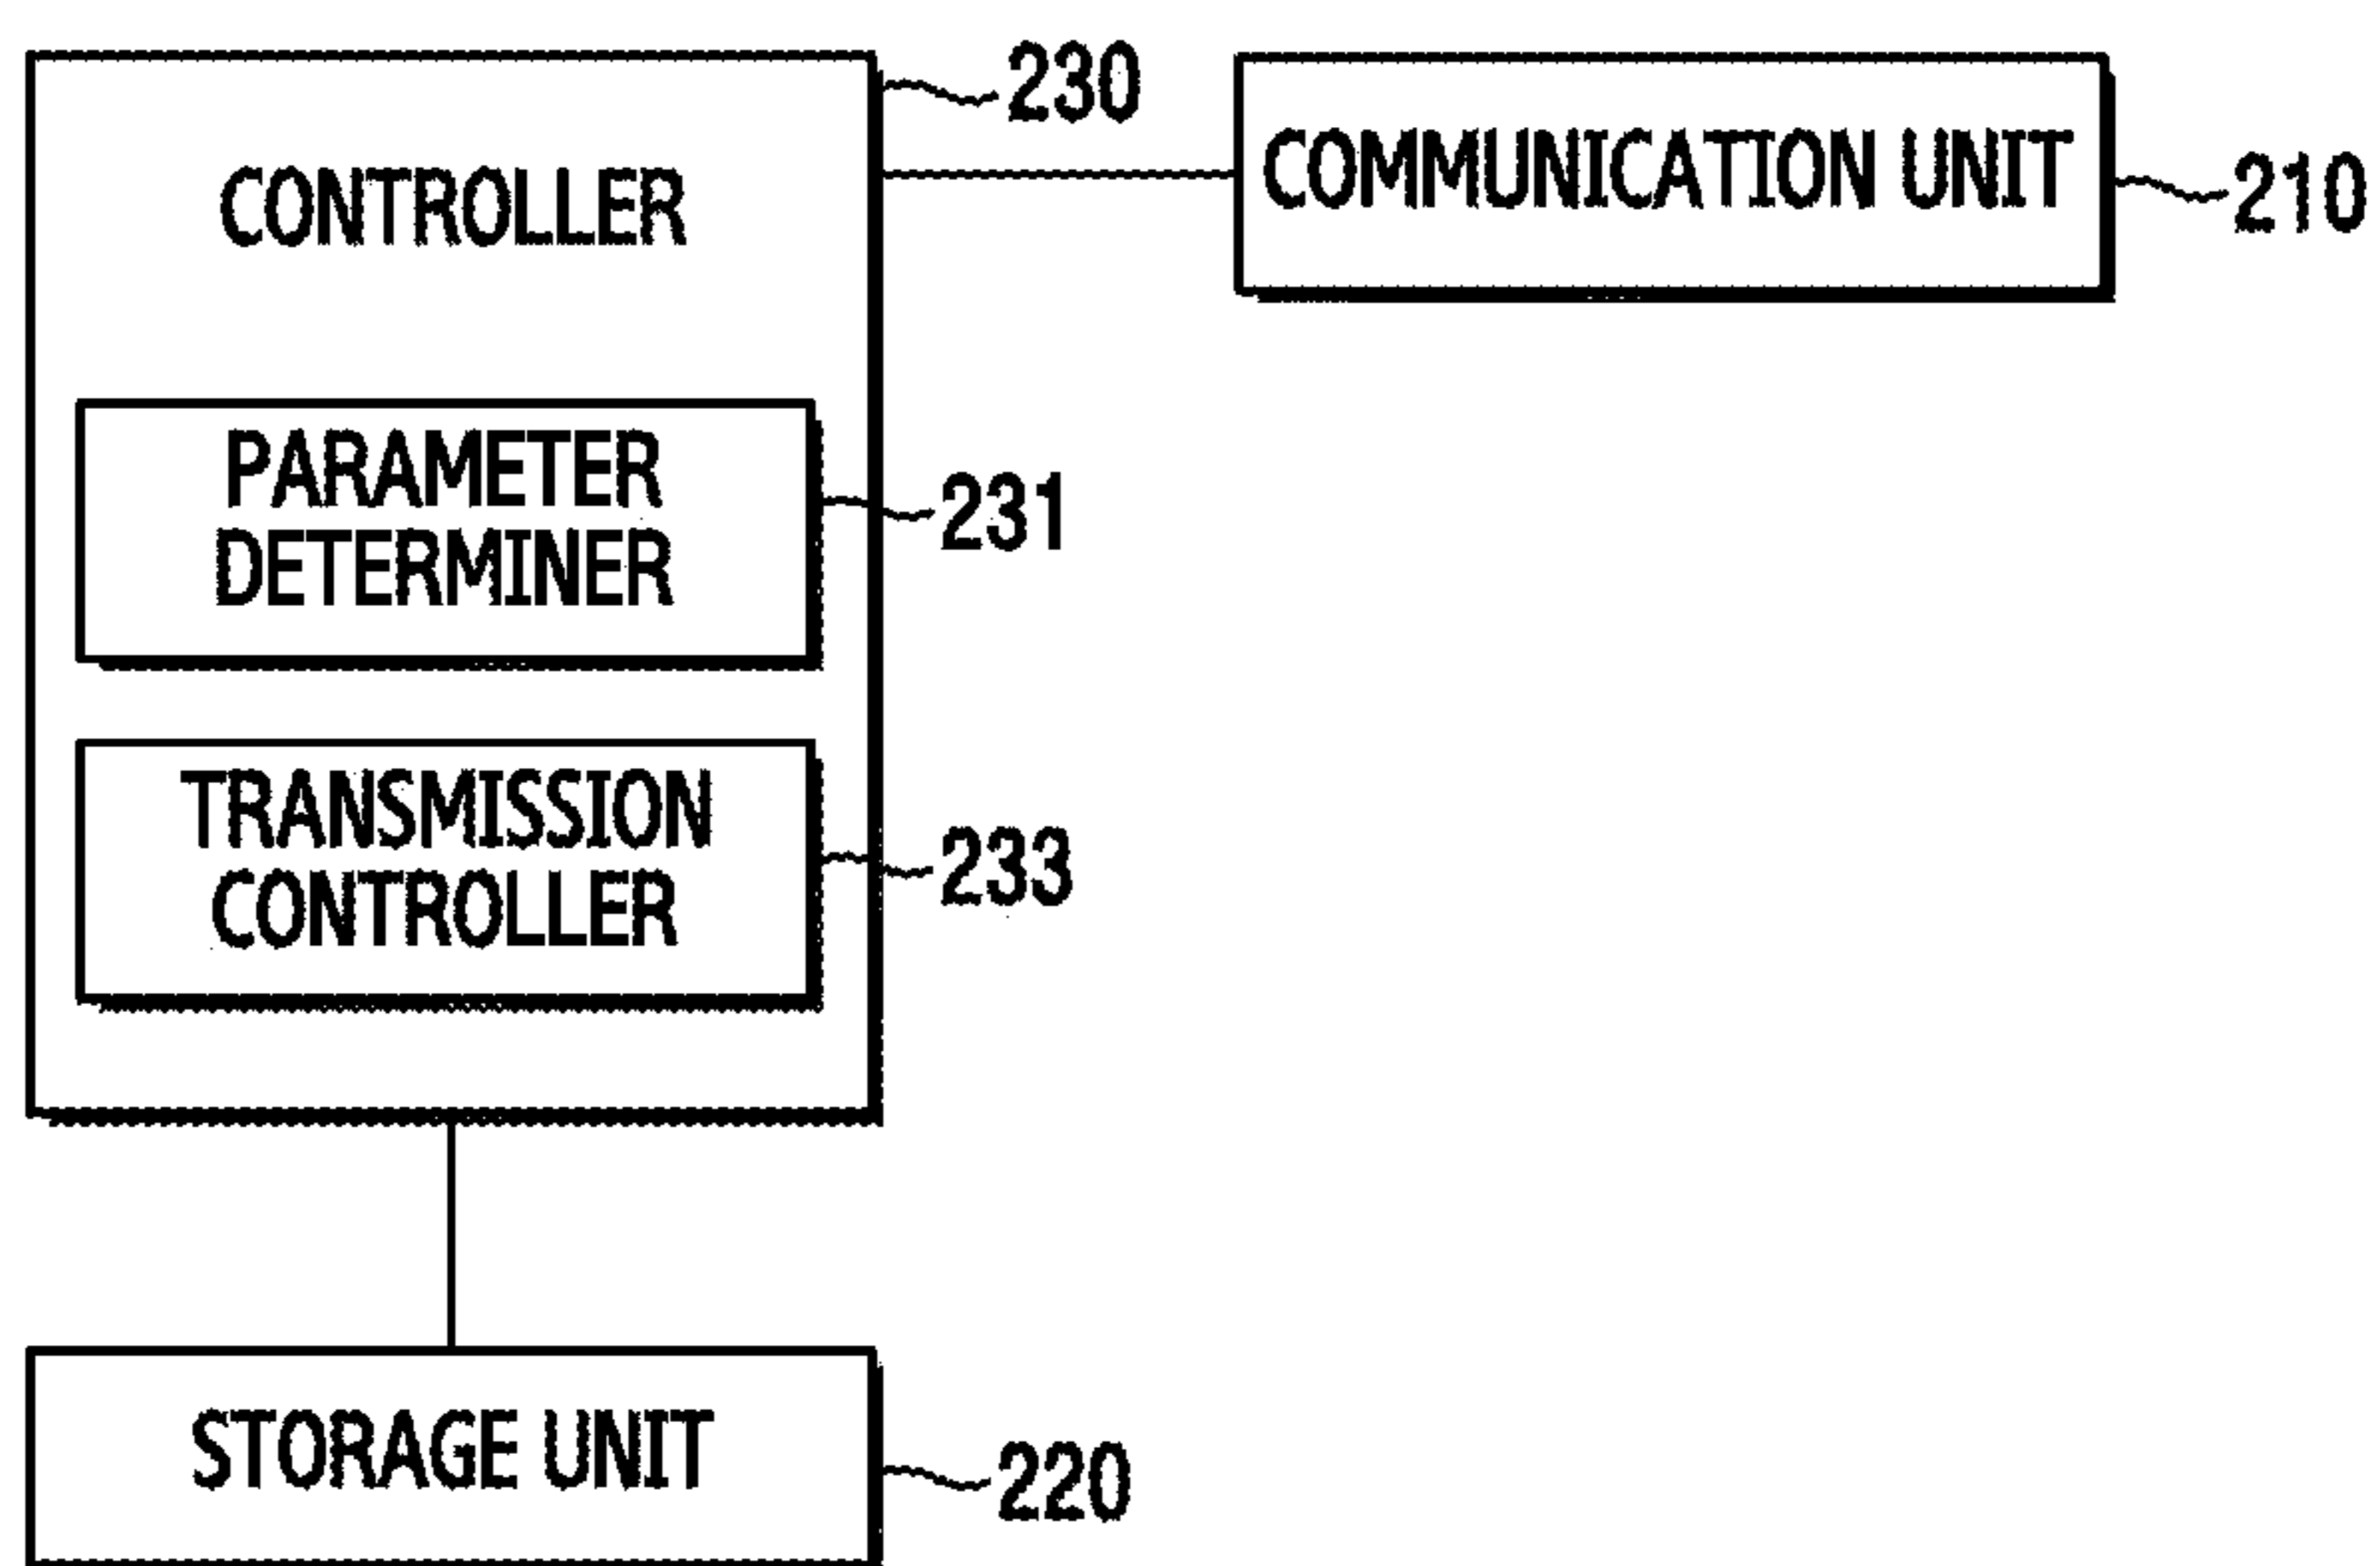 230
CONTROLLER
COMMUNICATION UNIT
210
PARAMETER
DETERMINER
231
TRANSMISSION
CONTROLLER
233
STORAGE UNIT
220